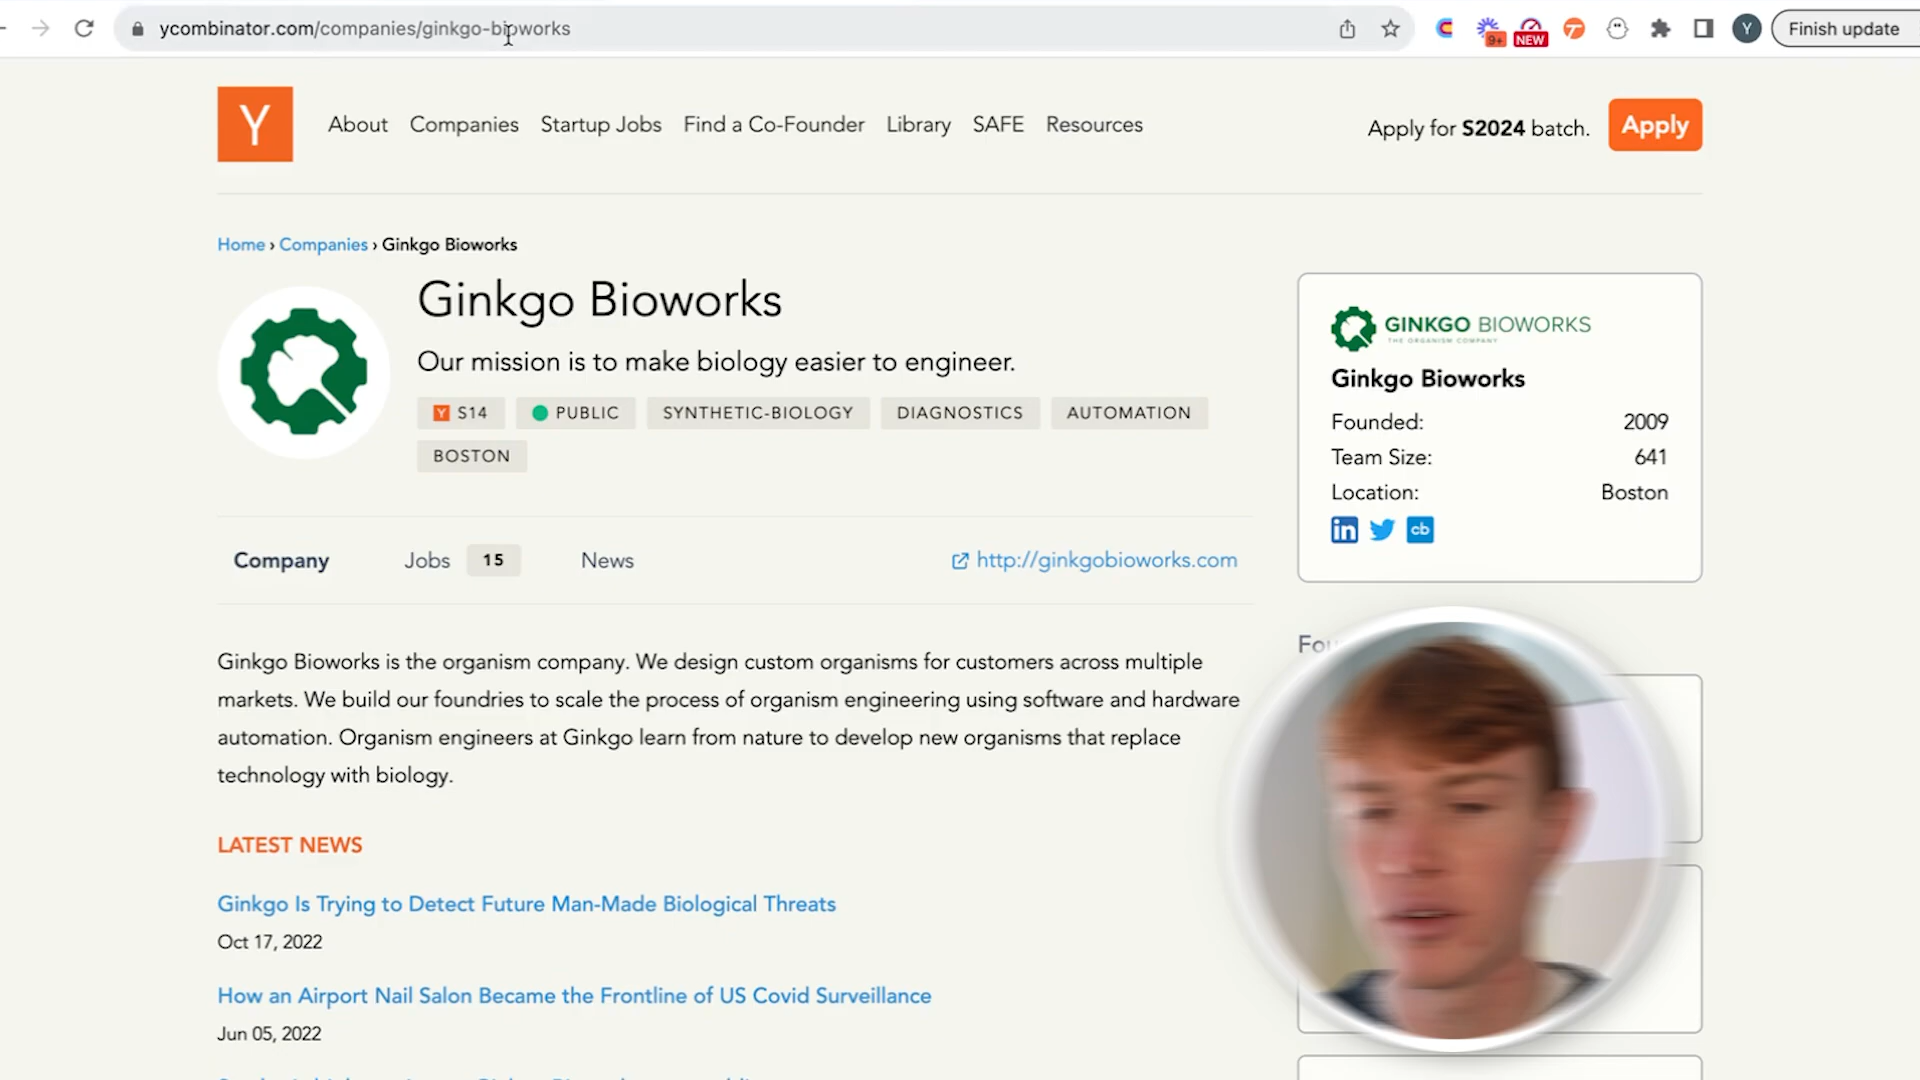 ycombinator.com/companies/ginkgo-bioworks
9+
NEW
Y
Finish update
Y
About
Companies
Startup Jobs
Find a Co-Founder
Library
SAFE
Resources
Apply for S2024 batch.
Apply
Home › Companies › Ginkgo Bioworks
Ginkgo Bioworks
Our mission is to make biology easier to engineer.
Y S14
PUBLIC
SYNTHETIC-BIOLOGY
DIAGNOSTICS
AUTOMATION
BOSTON
GINKGO BIOWORKS
THE ORGANISM COMPANY
Ginkgo Bioworks
Founded: 2009
Team Size: 641
Location: Boston
in
cb
Company
Jobs 15
News
http://ginkgobioworks.com
Ginkgo Bioworks is the organism company. We design custom organisms for customers across multiple
markets. We build our foundries to scale the process of organism engineering using software and hardware
automation. Organism engineers at Ginkgo learn from nature to develop new organisms that replace
technology with biology.
LATEST NEWS
Ginkgo Is Trying to Detect Future Man-Made Biological Threats
Oct 17, 2022
How an Airport Nail Salon Became the Frontline of US Covid Surveillance
Jun 05, 2022